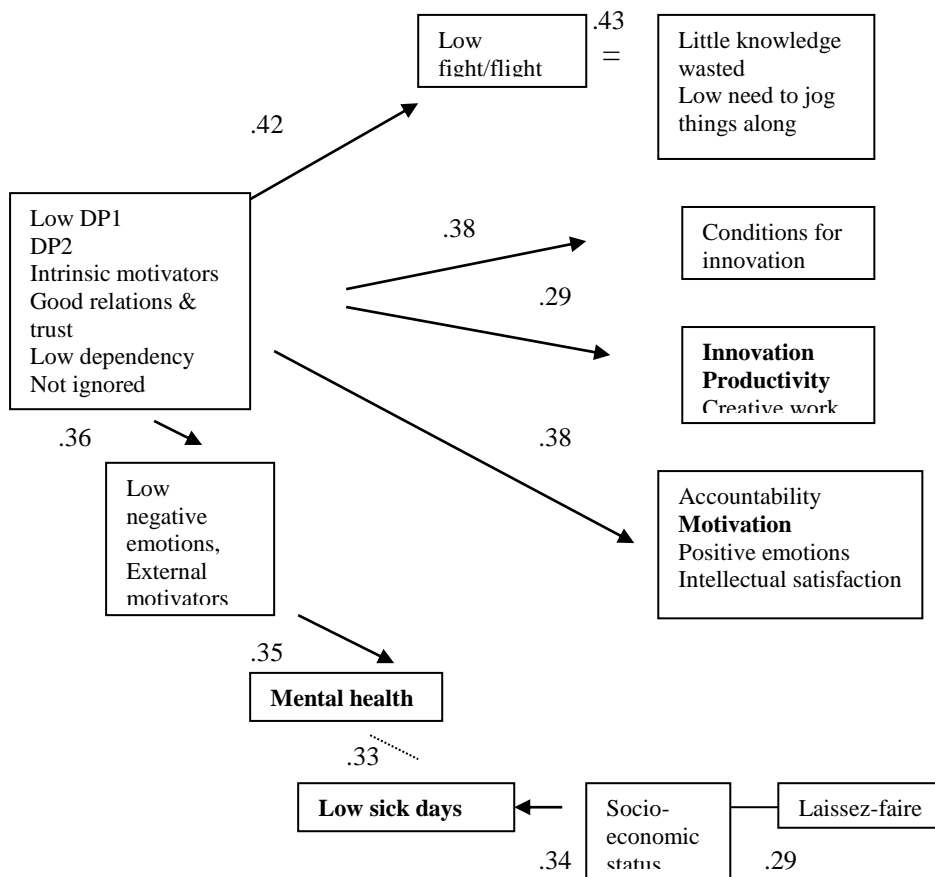 .43
Low
fight/flight
=
Little knowledge
wasted
Low need to jog
things along
.42
Low DP1
DP2
Intrinsic motivators
Good relations &
trust
Low dependency
Not ignored
.38
Conditions for
innovation
.29
Innovation
Productivity
Creative work
.36
.38
Low
negative
emotions,
External
motivators
Accountability
Motivation
Positive emotions
Intellectual satisfaction
.35
Mental health
.33
Low sick days
Socio-
economic
status
Laissez-faire
.34
.29